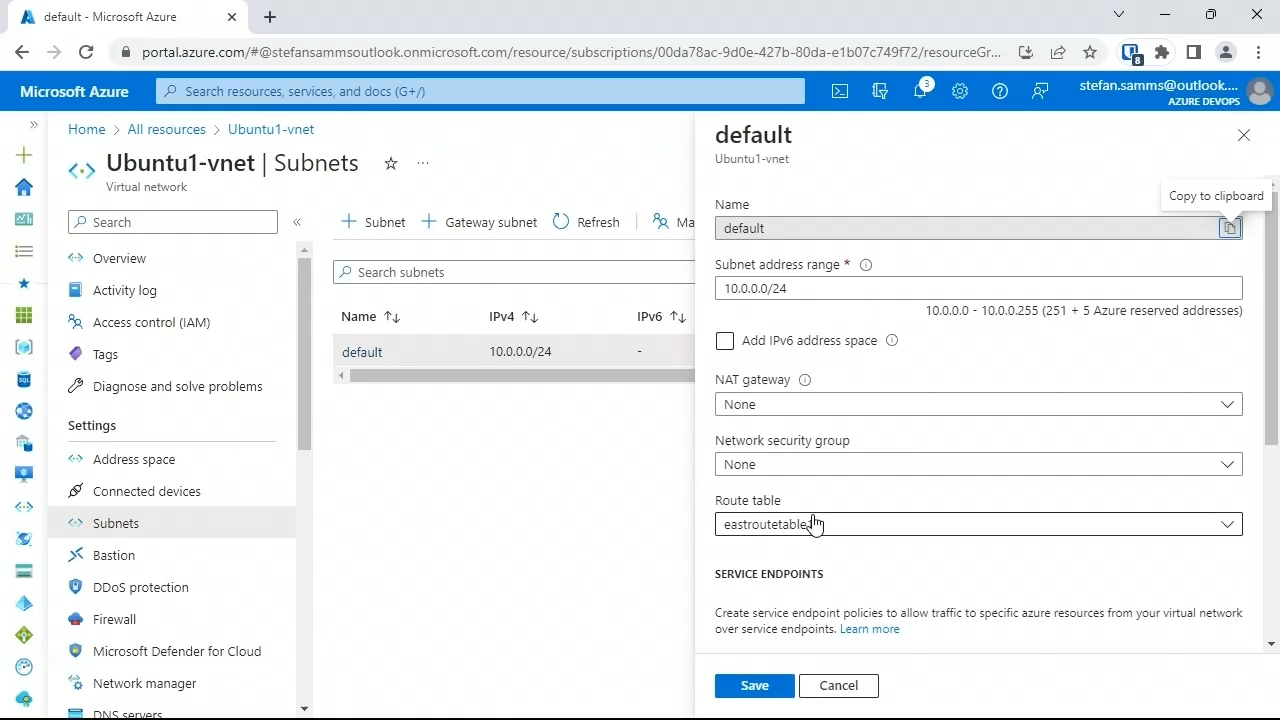 default - Microsoft Azure
portal.azure.com/#@stefansammsoutlook.onmicrosoft.com/resource/subscriptions/00da78ac-9d0e-427b-80da-e1b07c749f72/resourceGr...
8
Microsoft Azure
Search resources, services, and docs (G+/)
3
stefan.samms@outlook....
AZURE DEVOPS
Home > All resources > Ubuntu1-vnet
Ubuntu1-vnet | Subnets
Virtual network
Search
Overview
Activity log
Access control (IAM)
Tags
Diagnose and solve problems
Settings
Address space
Connected devices
Subnets
Bastion
DDoS protection
Firewall
Microsoft Defender for Cloud
Network manager
DNS servers
SQL
+ Subnet + Gateway subnet Refresh Ma
Search subnets
Name IPv4 IPv6
default 10.0.0.0/24 -
default
Ubuntu1-vnet
Copy to clipboard
Name
default
Subnet address range *
10.0.0.0/24
10.0.0.0 - 10.0.0.255 (251 + 5 Azure reserved addresses)
Add IPv6 address space
NAT gateway
None
Network security group
None
Route table
eastroutetable
SERVICE ENDPOINTS
Create service endpoint policies to allow traffic to specific azure resources from your virtual network
over service endpoints. Learn more
Save Cancel